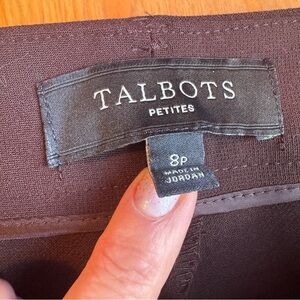 TALBOTS
PETITES
8P
MADE IN
JORDAN